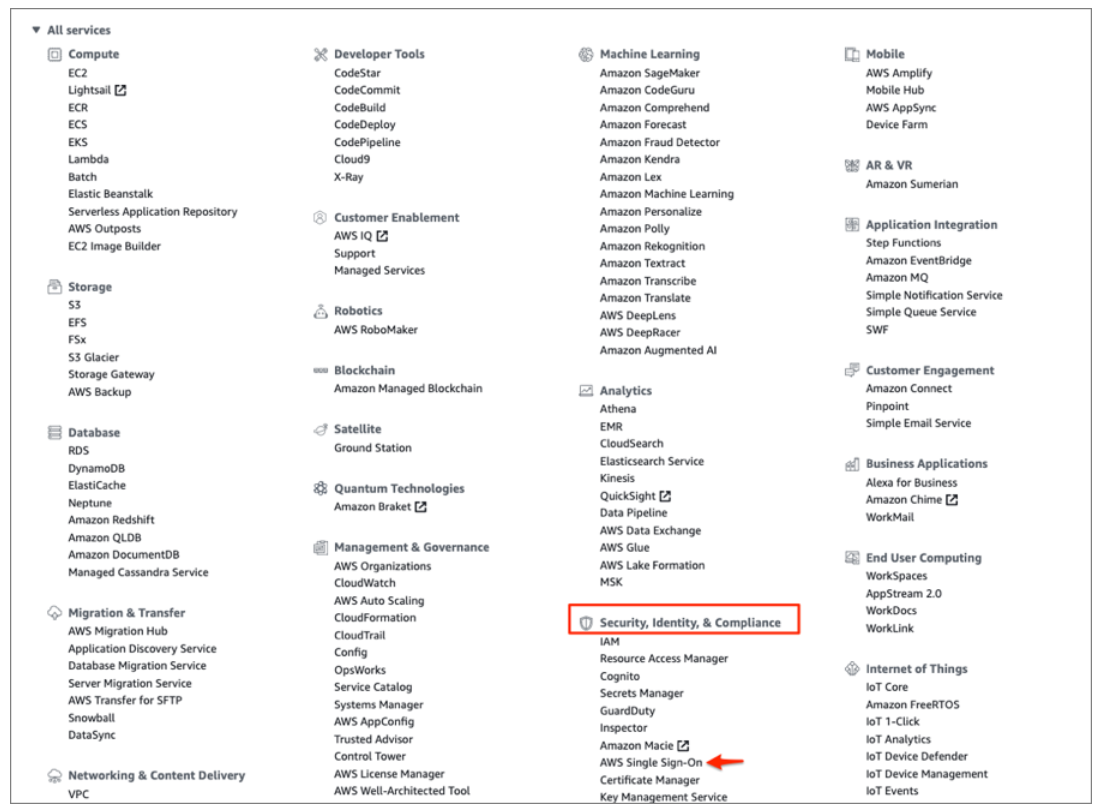 All services
Compute
EC2
Lightsail
ECR
ECS
EKS
Lambda
Batch
Elastic Beanstalk
Serverless Application Repository
AWS Outposts
EC2 Image Builder
Storage
S3
EFS
FSx
S3 Glacier
Storage Gateway
AWS Backup
Database
RDS
DynamoDB
ElastiCache
Neptune
Amazon Redshift
Amazon QLDB
Amazon DocumentDB
Managed Cassandra Service
Migration & Transfer
AWS Migration Hub
Application Discovery Service
Database Migration Service
Server Migration Service
AWS Transfer for SFTP
Snowball
DataSync
Networking & Content Delivery
VPC
Developer Tools
CodeStar
CodeCommit
CodeBuild
CodeDeploy
CodePipeline
Cloud9
X-Ray
Customer Enablement
AWS IQ
Support
Managed Services
Robotics
AWS RoboMaker
Blockchain
Amazon Managed Blockchain
Satellite
Ground Station
Quantum Technologies
Amazon Braket
Management & Governance
AWS Organizations
CloudWatch
AWS Auto Scaling
CloudFormation
CloudTrail
Config
OpsWorks
Service Catalog
Systems Manager
AWS AppConfig
Trusted Advisor
Control Tower
AWS License Manager
AWS Well-Architected Tool
Machine Learning
Amazon SageMaker
Amazon CodeGuru
Amazon Comprehend
Amazon Forecast
Amazon Fraud Detector
Amazon Kendra
Amazon Lex
Amazon Machine Learning
Amazon Personalize
Amazon Polly
Amazon Rekognition
Amazon Textract
Amazon Transcribe
Amazon Translate
AWS DeepLens
AWS DeepRacer
Amazon Augmented AI
Analytics
Athena
EMR
CloudSearch
Elasticsearch Service
Kinesis
QuickSight
Data Pipeline
AWS Data Exchange
AWS Glue
AWS Lake Formation
MSK
Security, Identity, & Compliance
IAM
Resource Access Manager
Cognito
Secrets Manager
GuardDuty
Inspector
Amazon Macie
AWS Single Sign-On
Certificate Manager
Key Management Service
Mobile
AWS Amplify
Mobile Hub
AWS AppSync
Device Farm
AR & VR
Amazon Sumerian
Application Integration
Step Functions
Amazon EventBridge
Amazon MQ
Simple Notification Service
Simple Queue Service
SWF
Customer Engagement
Amazon Connect
Pinpoint
Simple Email Service
Business Applications
Alexa for Business
Amazon Chime
WorkMail
End User Computing
WorkSpaces
AppStream 2.0
WorkDocs
WorkLink
Internet of Things
IoT Core
Amazon FreeRTOS
IoT 1-Click
IoT Analytics
IoT Device Defender
IoT Device Management
IoT Events